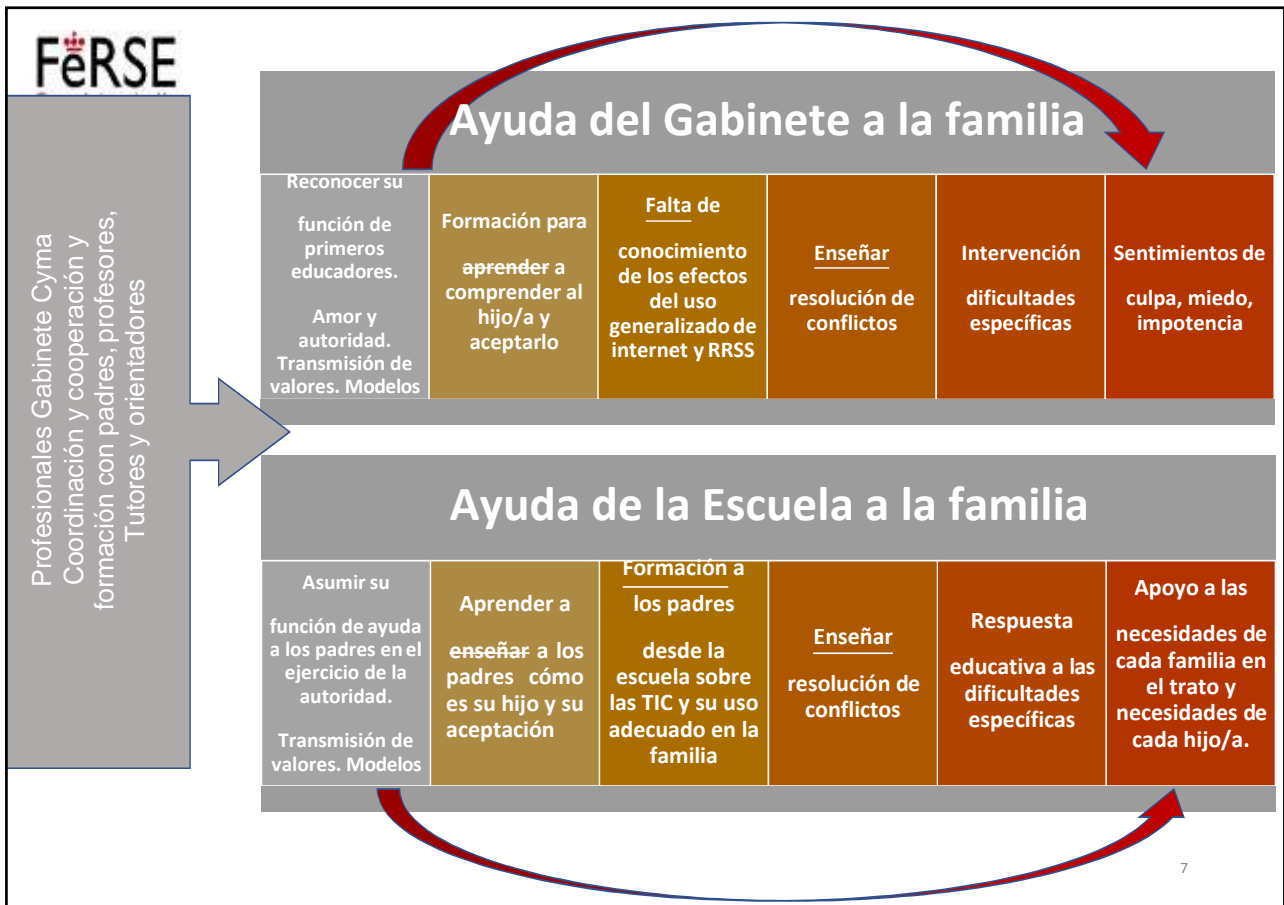 FeRSE
Profesionales Gabinete Cyma
Coordinación y cooperación y
formación con padres, profesores,
Tutores y orientadores
Ayuda del Gabinete a la familia
Reconocer su
función de
primeros
educadores.
Amor y
autoridad.
Transmisión de
valores. Modelos
Formación para
aprender a
comprender al
hijo/a y
aceptarlo
Falta de
conocimiento
de los efectos
del uso
generalizado de
internet y RRSS
Enseñar
resolución de
conflictos
Intervención
dificultades
específicas
Sentimientos de
culpa, miedo,
impotencia
Ayuda de la Escuela a la familia
Asumir su
función de ayuda
a los padres en el
ejercicio de la
autoridad.
Transmisión de
valores. Modelos
Aprender a
enseñar a los
padres cómo
es su hijo y su
aceptación
Formación a
los padres
desde la
escuela sobre
las TIC y su uso
adecuado en la
familia
Enseñar
resolución de
conflictos
Respuesta
educativa a las
dificultades
específicas
Apoyo a las
necesidades de
cada familia en
el trato y
necesidades de
cada hijo/a.
7